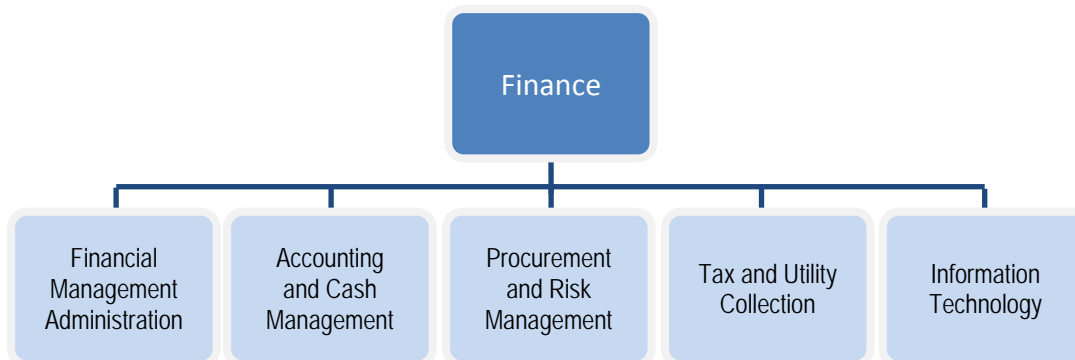 Finance
Financial
Management
Administration
Accounting
and Cash
Management
Procurement
and Risk
Management
Tax and Utility
Collection
Information
Technology